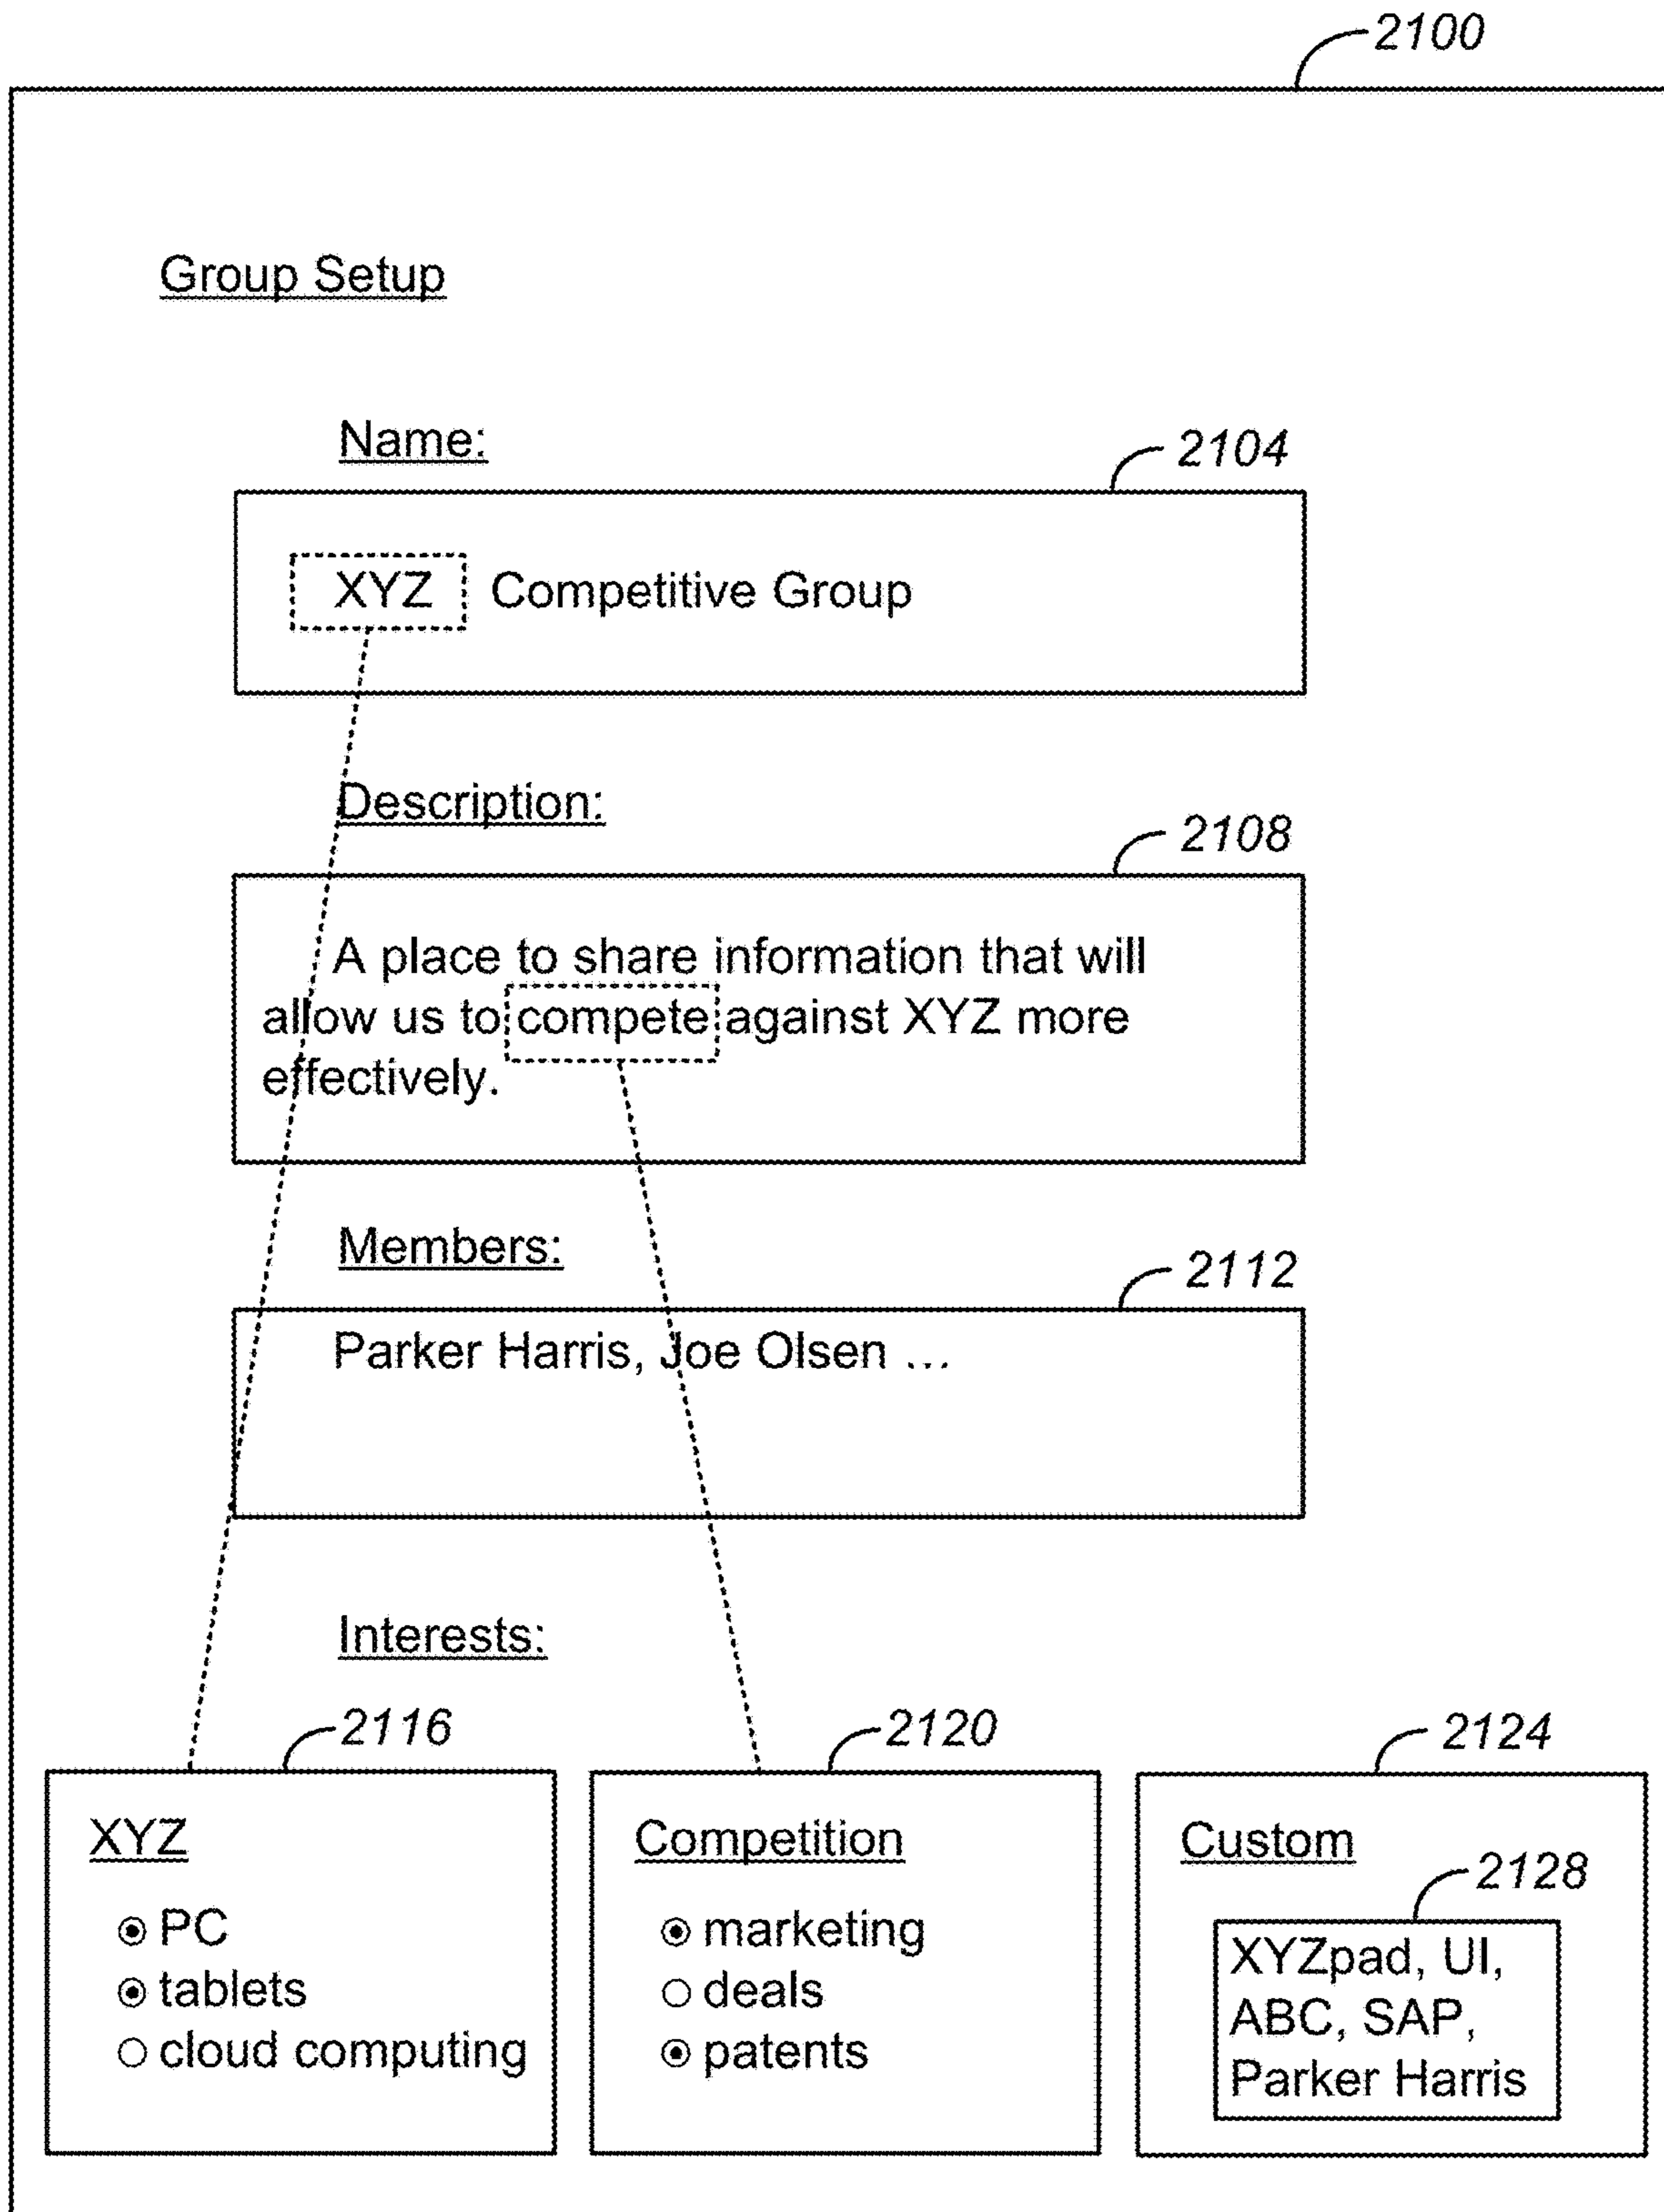 2100
Group Setup
Name:
2104
XYZ Competitive Group
Description:
2108
A place to share information that will
allow us to compete against XYZ more
effectively.
Members:
2112
Parker Harris, Joe Olsen ...
Interests:
2116
XYZ
PC
tablets
cloud computing
2120
Competition
marketing
deals
patents
2124
Custom
2128
XYZpad, UI,
ABC, SAP,
Parker Harris